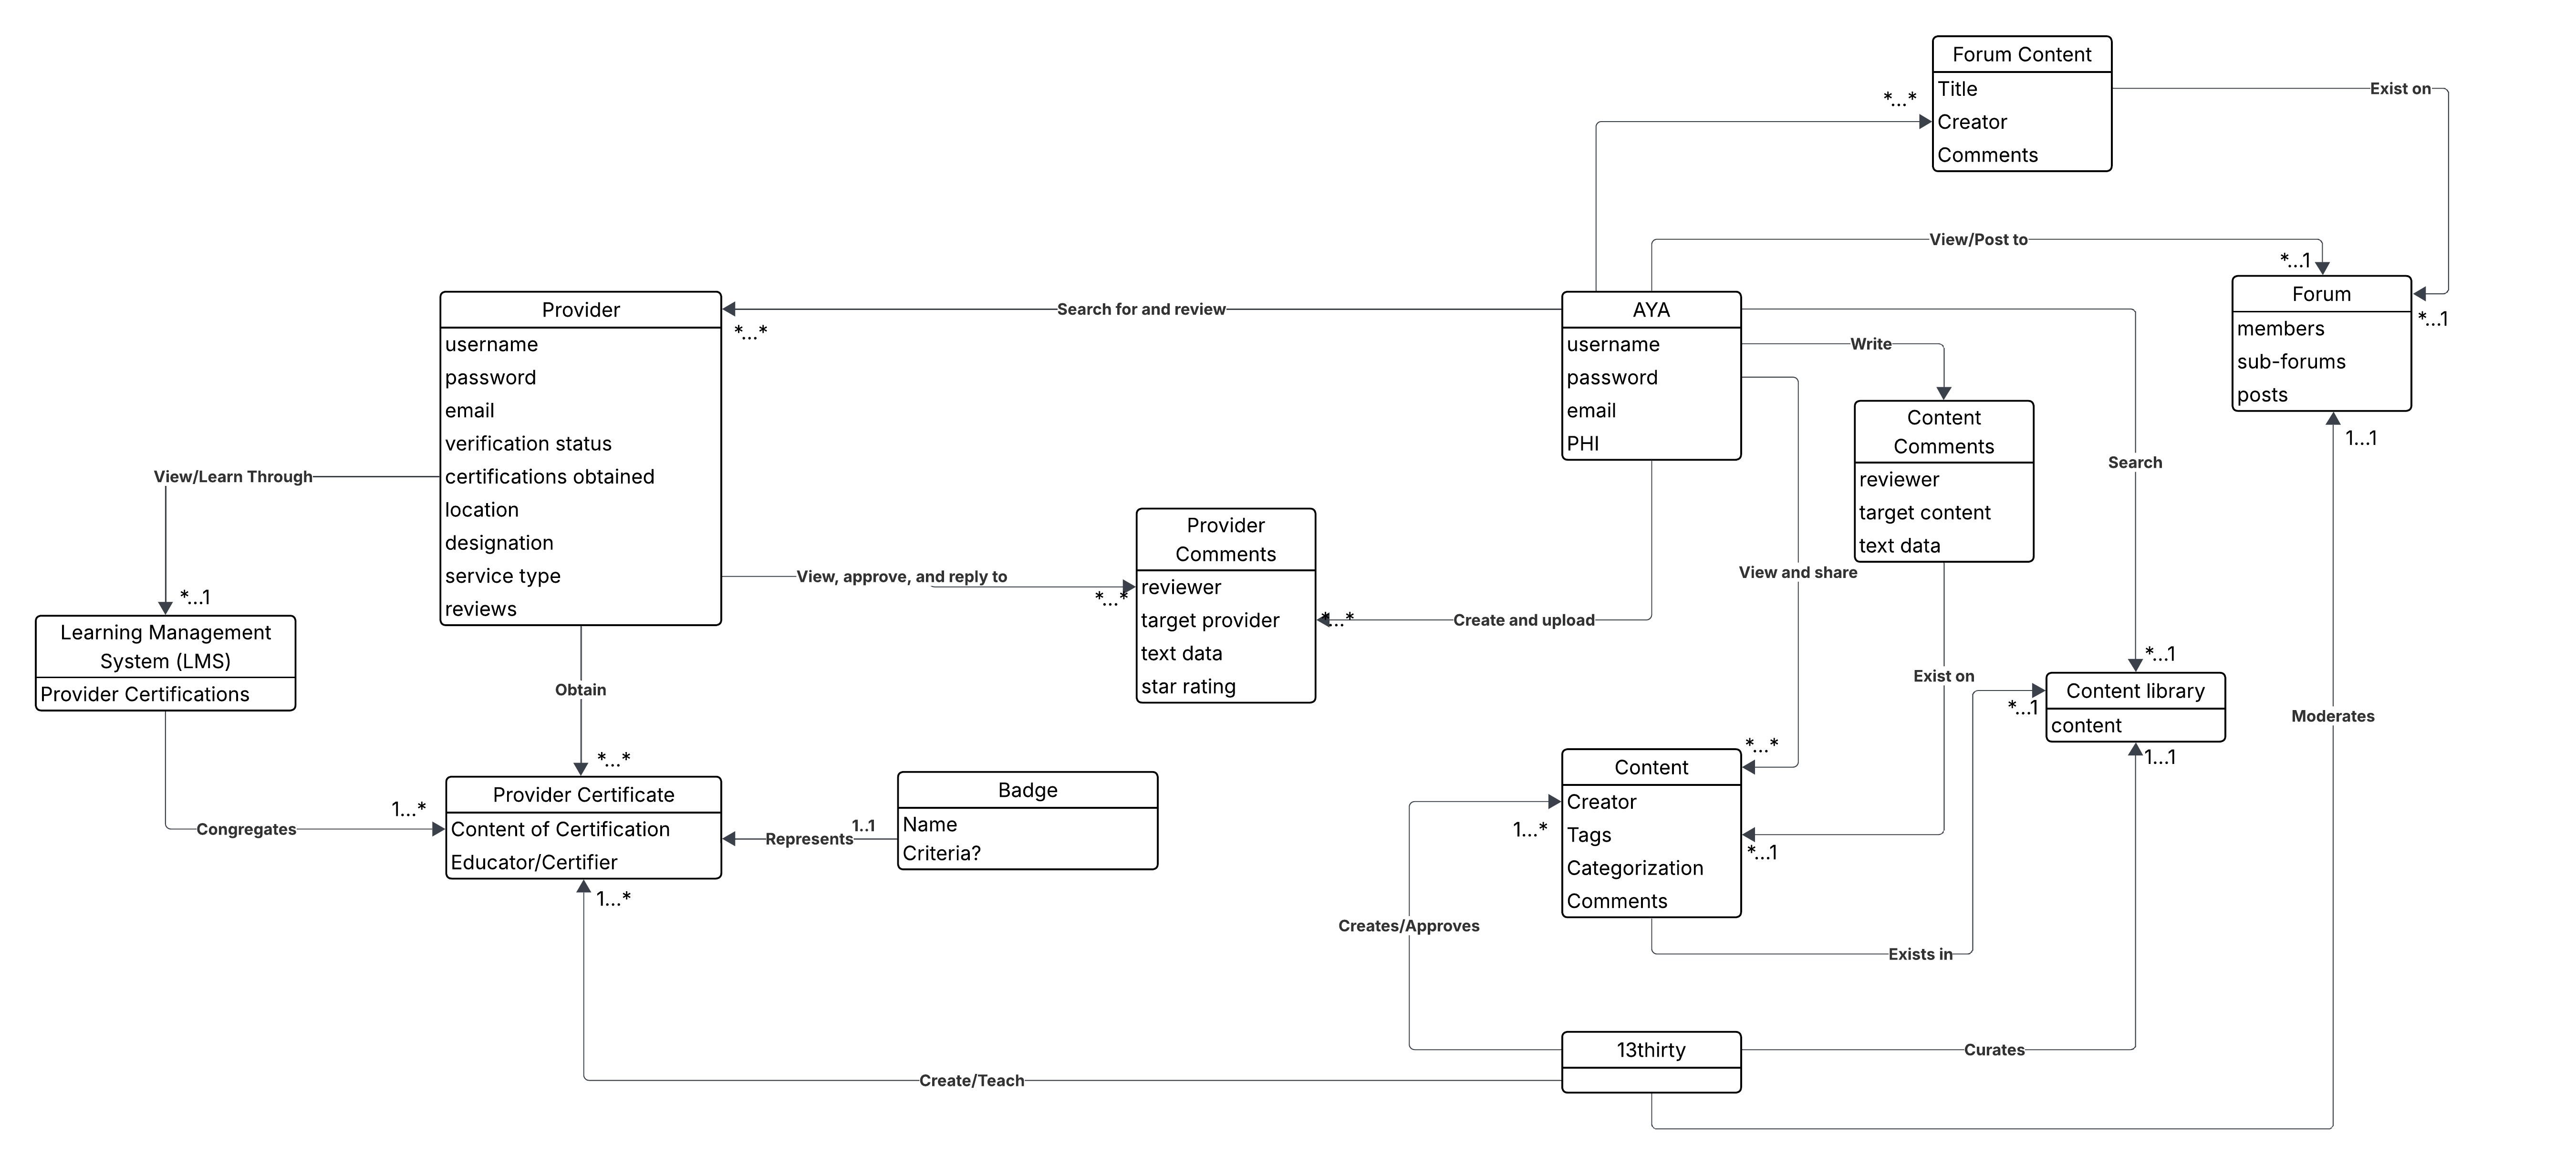 Forum Content
Title
Creator
Comments
Exist on
*...*
View/Post to
*...1
Forum
members
sub-forums
posts
*...1
1...1
Provider
username
password
email
verification status
certifications obtained
location
designation
service type
reviews
Search for and review
*...*
AYA
username
password
email
PHI
Write
Content
Comments
reviewer
target content
text data
Search
View/Learn Through
*...1
Learning Management
System (LMS)
Provider Certifications
View, approve, and reply to
*...*
Provider
Comments
reviewer
target provider
text data
star rating
*...*
Create and upload
View and share
Exist on
*...1
Content library
content
*...1
1...1
Moderates
Obtain
*...*
Provider Certificate
Content of Certification
Educator/Certifier
Congregates
1...*
1...*
Represents
1..1
Badge
Name
Criteria?
*...*
Content
Creator
Tags
Categorization
Comments
1...*
*...1
Creates/Approves
Exists in
13thirty
Curates
Create/Teach